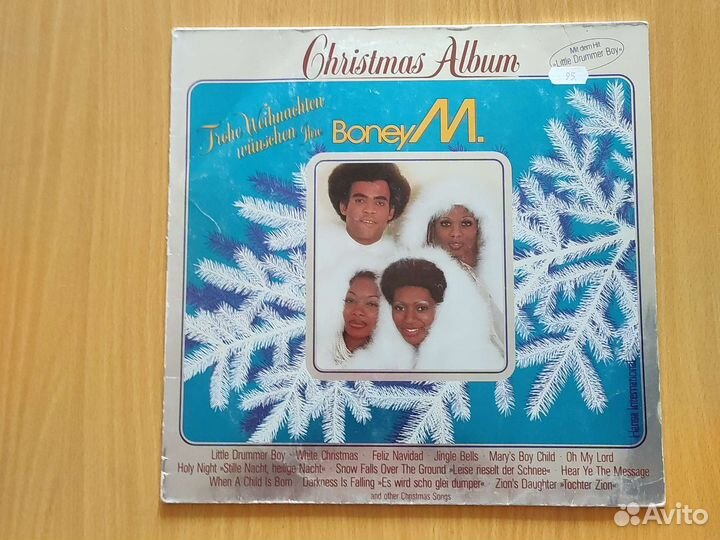 Christmas Album
Mit dem Hit
»Little Drummer Boy«
95
Frohe Weihnachten
wünschen Ihre
Boney M.
Hansa International
Little Drummer Boy · White Christmas · Feliz Navidad · Jingle Bells · Mary's Boy Child · Oh My Lord
Holy Night »Stille Nacht, heilige Nacht« · Snow Falls Over The Ground »Leise rieselt der Schnee« · Hear Ye The Message
When A Child Is Born · Darkness Is Falling »Es wird scho glei dumper« · Zion's Daughter »Tochter Zion«
and other Christmas Songs
Avito